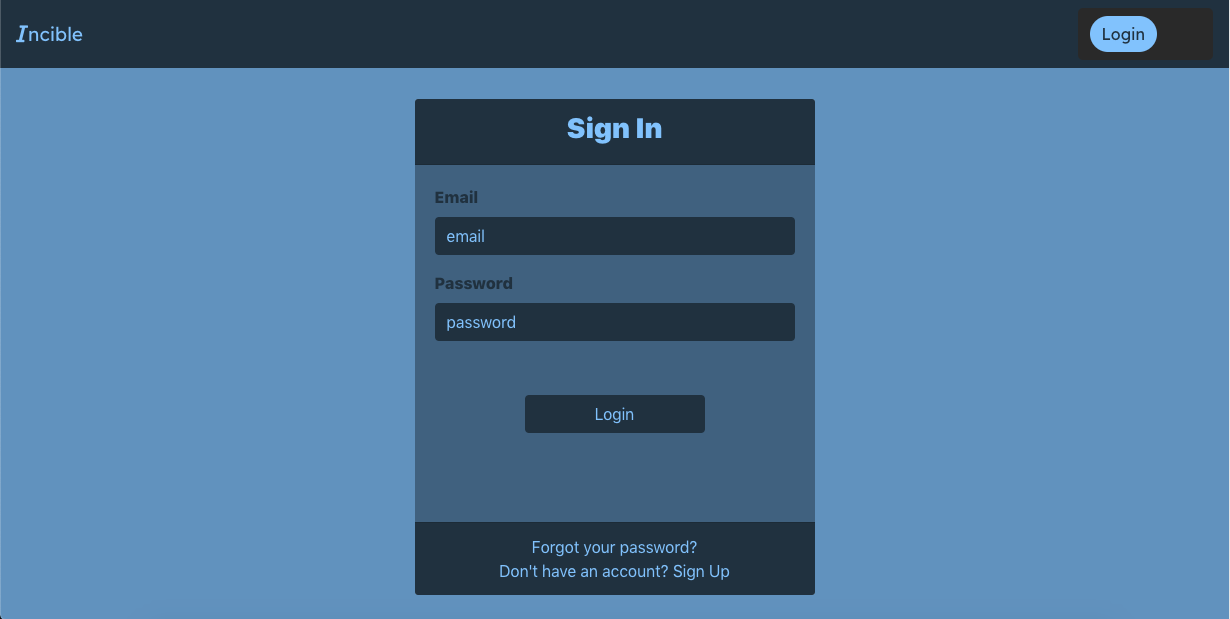 Incible
Login
Sign In
Email
email
Password
password
Login
Forgot your password?
Don't have an account? Sign Up